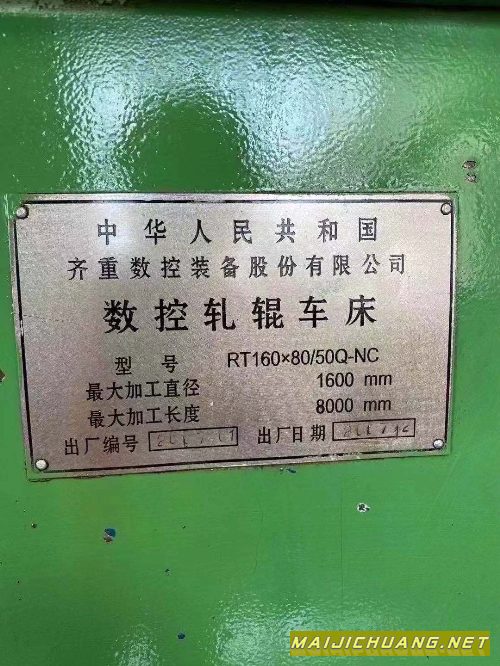 中华人民共和国
齐重数控装备股份有限公司
数控轧辊车床
型号 RT160×80/50Q-NC
最大加工直径 1600 mm
最大加工长度 8000 mm
出厂编号 出厂日期
MAIJICHUANG.NET